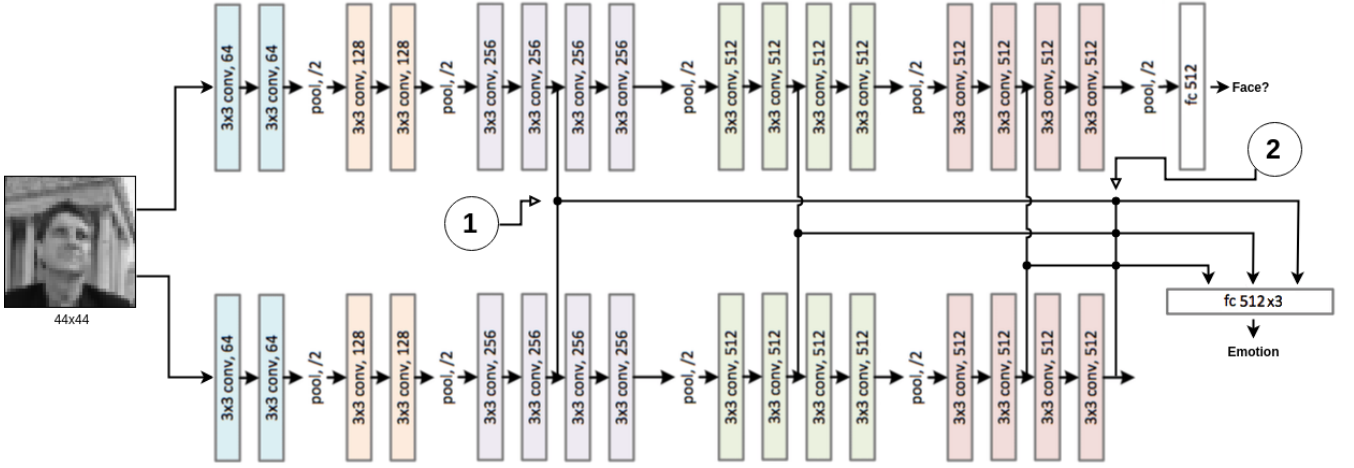 3x3 conv, 64
3x3 conv, 64
pool, /2
3x3 conv, 128
3x3 conv, 128
pool, /2
3x3 conv, 256
3x3 conv, 256
3x3 conv, 256
3x3 conv, 256
pool, /2
3x3 conv, 512
3x3 conv, 512
3x3 conv, 512
3x3 conv, 512
pool, /2
3x3 conv, 512
3x3 conv, 512
3x3 conv, 512
3x3 conv, 512
pool, /2
fc 512
Face?
2
1
44x44
3x3 conv, 64
3x3 conv, 64
pool, /2
3x3 conv, 128
3x3 conv, 128
pool, /2
3x3 conv, 256
3x3 conv, 256
3x3 conv, 256
3x3 conv, 256
pool, /2
3x3 conv, 512
3x3 conv, 512
3x3 conv, 512
3x3 conv, 512
pool, /2
3x3 conv, 512
3x3 conv, 512
3x3 conv, 512
3x3 conv, 512
fc 512x3
Emotion